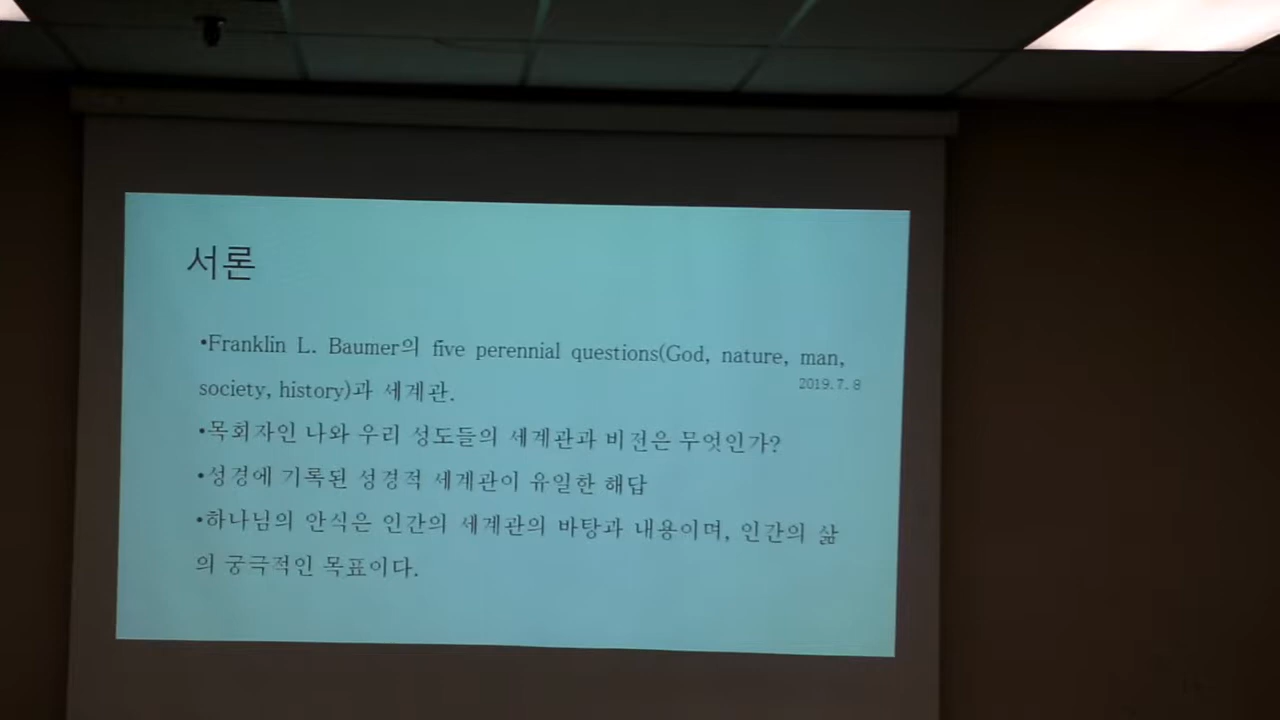 서론
•Franklin L. Baumer의 five perennial questions(God, nature, man,
society, history)과 세계관.
2019.7.8
•목회자인 나와 우리 성도들의 세계관과 비전은 무엇인가?
•성경에 기록된 성경적 세계관이 유일한 해답
•하나님의 안식은 인간의 세계관의 바탕과 내용이며, 인간의 삶
의 궁극적인 목표이다.